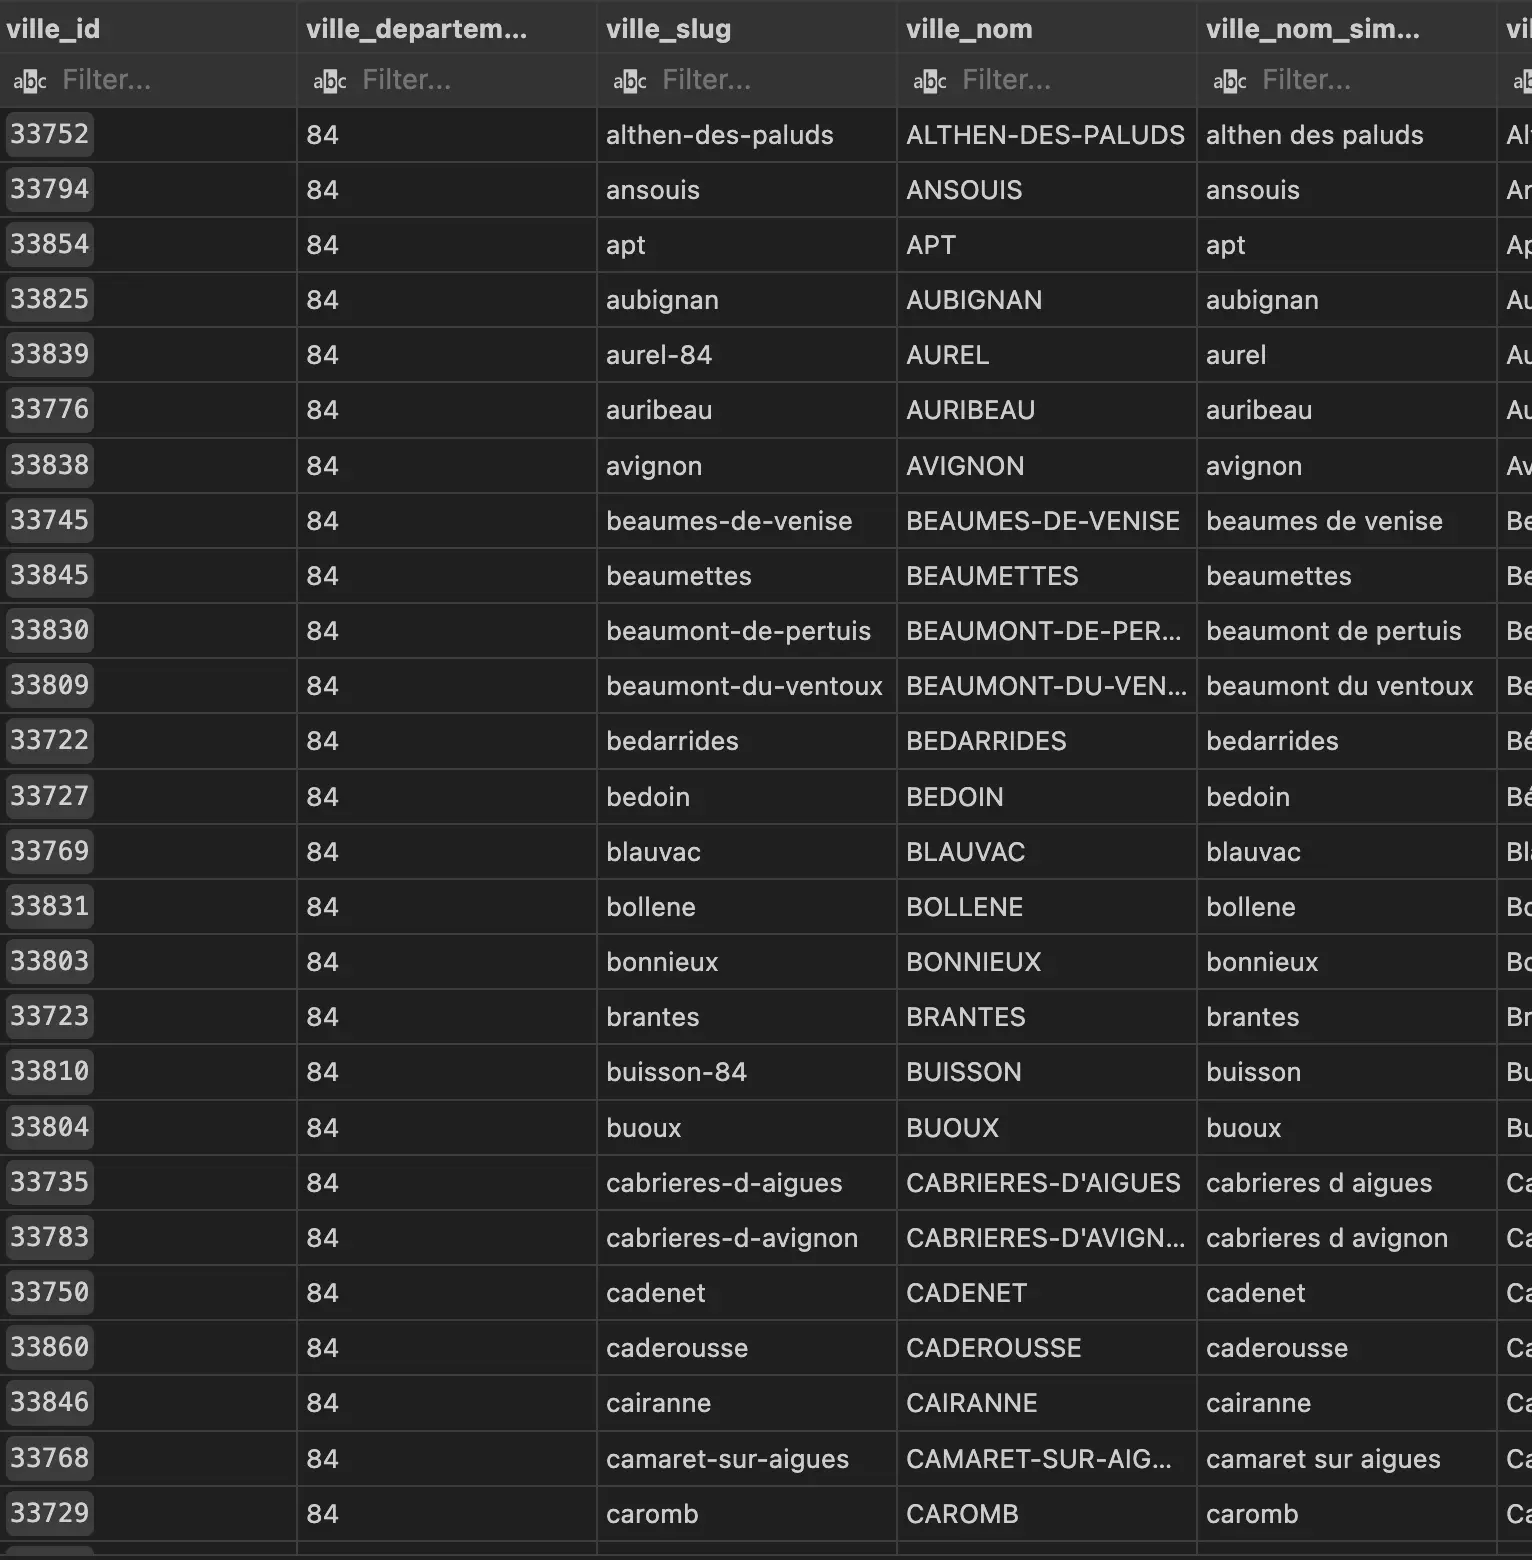 ville_id ville_departem... ville_slug ville_nom ville_nom_sim... vil
abc Filter... abc Filter... abc Filter... abc Filter... abc Filter... ab
33752 84 althen-des-paluds ALTHEN-DES-PALUDS althen des paluds Al
33794 84 ansouis ANSOUIS ansouis An
33854 84 apt APT apt Ap
33825 84 aubignan AUBIGNAN aubignan Au
33839 84 aurel-84 AUREL aurel Au
33776 84 auribeau AURIBEAU auribeau Au
33838 84 avignon AVIGNON avignon Av
33745 84 beaumes-de-venise BEAUMES-DE-VENISE beaumes de venise Be
33845 84 beaumettes BEAUMETTES beaumettes Be
33830 84 beaumont-de-pertuis BEAUMONT-DE-PER... beaumont de pertuis Be
33809 84 beaumont-du-ventoux BEAUMONT-DU-VEN... beaumont du ventoux Be
33722 84 bedarrides BEDARRIDES bedarrides Bé
33727 84 bedoin BEDOIN bedoin Bé
33769 84 blauvac BLAUVAC blauvac Bla
33831 84 bollene BOLLENE bollene Bo
33803 84 bonnieux BONNIEUX bonnieux Bo
33723 84 brantes BRANTES brantes Br
33810 84 buisson-84 BUISSON buisson Bu
33804 84 buoux BUOUX buoux Bu
33735 84 cabrieres-d-aigues CABRIERES-D'AIGUES cabrieres d aigues Ca
33783 84 cabrieres-d-avignon CABRIERES-D'AVIGN... cabrieres d avignon Ca
33750 84 cadenet CADENET cadenet Ca
33860 84 caderousse CADEROUSSE caderousse Ca
33846 84 cairanne CAIRANNE cairanne Ca
33768 84 camaret-sur-aigues CAMARET-SUR-AIG... camaret sur aigues Ca
33729 84 caromb CAROMB caromb Ca